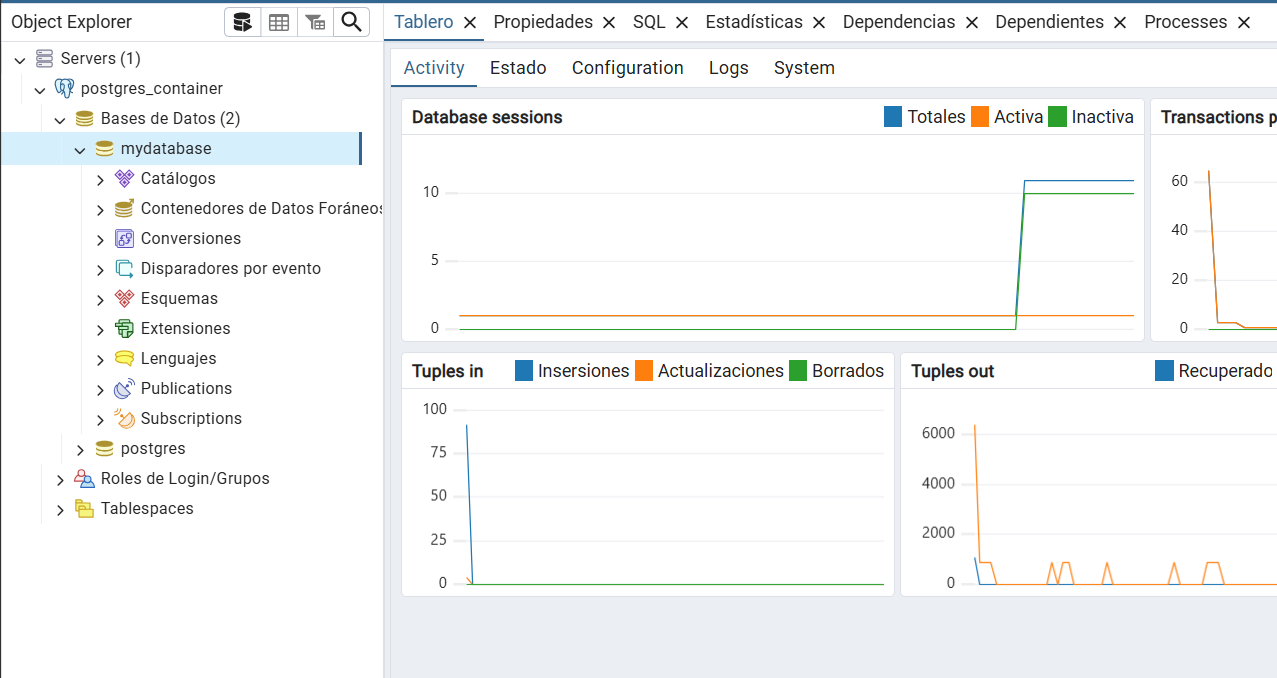 Object Explorer
Tablero Propiedades SQL Estadísticas Dependencias Dependientes Processes
Servers (1)
postgres_container
Bases de Datos (2)
mydatabase
Catálogos
Contenedores de Datos Foráneos
Conversiones
Disparadores por evento
Esquemas
Extensiones
Lenguajes
Publications
Subscriptions
postgres
Roles de Login/Grupos
Tablespaces
Activity Estado Configuration Logs System
Database sessions Totales Activa Inactiva
10
5
0
Transactions p
60
40
20
0
Tuples in Insersiones Actualizaciones Borrados
100
75
50
25
0
Tuples out Recuperado
6000
4000
2000
0